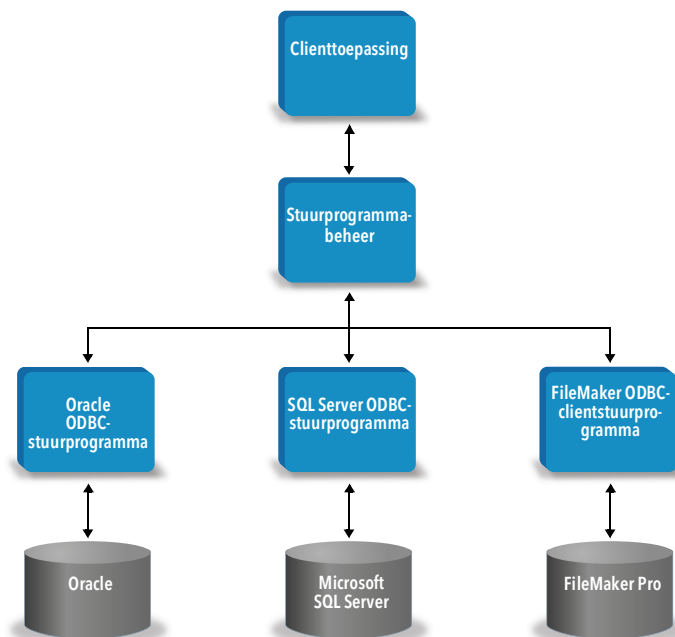 Clienttoepassing
Stuurprogramma-
beheer
Oracle
ODBC-
stuurprogramma
SQL Server ODBC-
stuurprogramma
FileMaker ODBC-
clientstuurpro-
gramma
Oracle
Microsoft
SQL Server
FileMaker Pro